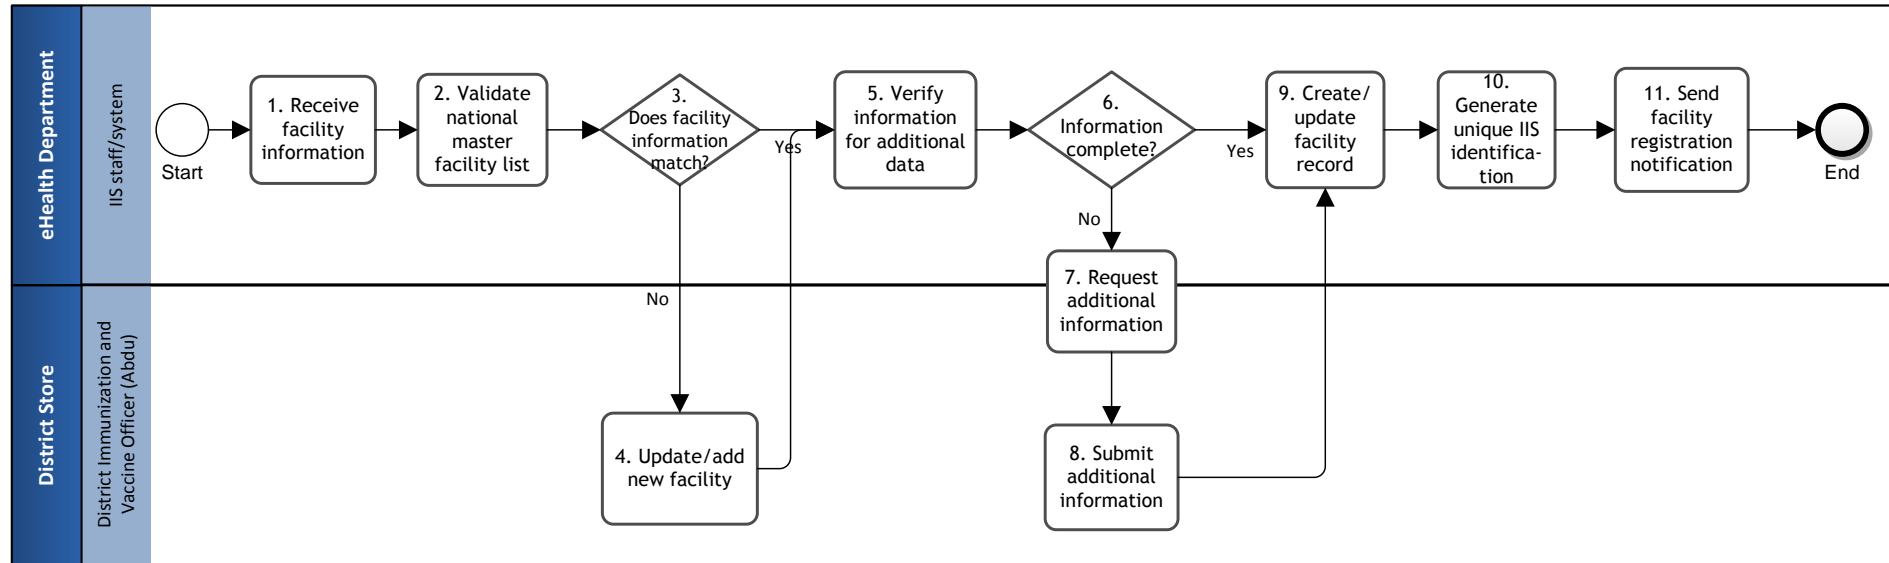 eHealth Department
IIS staff/system
Start
1. Receive
facility
information
2. Validate
national
master
facility list
3.
Does facility
information
match?
Yes
No
5. Verify
information
for additional
data
6.
Information
complete?
Yes
No
9. Create/
update
facility
record
10.
Generate
unique IIS
identifica-
tion
11. Send
facility
registration
notification
End
7. Request
additional
information
District Store
District Immunization and
Vaccine Officer (Abdu)
4. Update/add
new facility
8. Submit
additional
information